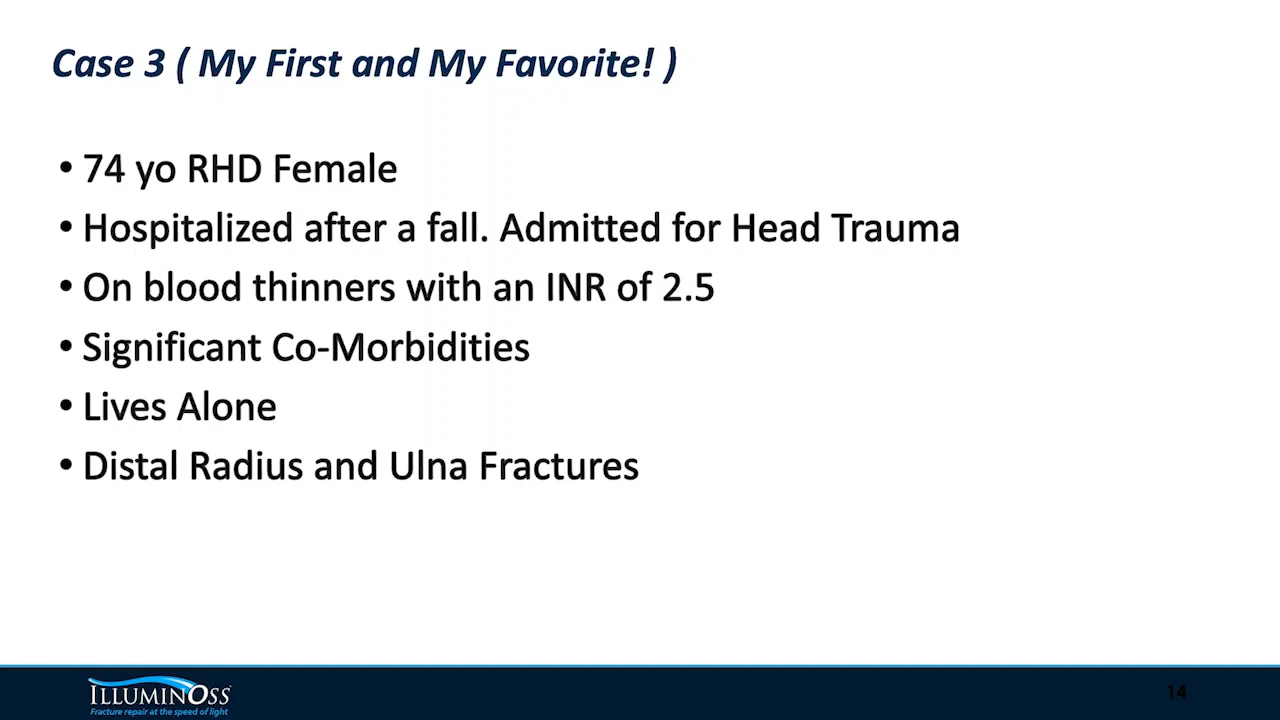 Case 3 ( My First and My Favorite! )
• 74 yo RHD Female
• Hospitalized after a fall. Admitted for Head Trauma
• On blood thinners with an INR of 2.5
• Significant Co-Morbidities
• Lives Alone
• Distal Radius and Ulna Fractures
ILLUMINOSS
Fracture repair at the speed of light
14